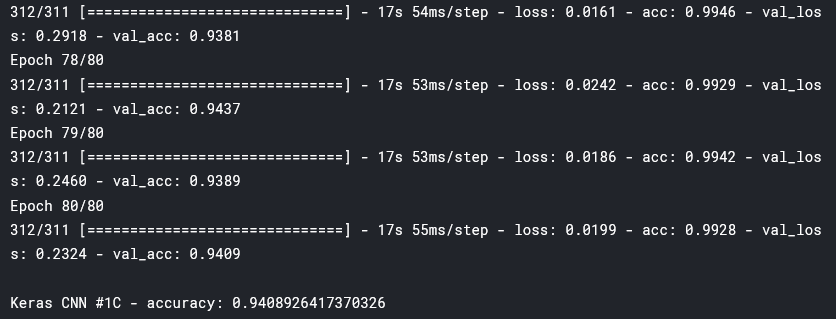 312/311 [==============================] - 17s 54ms/step - loss: 0.0161 - acc: 0.9946 - val_los
s: 0.2918 - val_acc: 0.9381
Epoch 78/80
312/311 [==============================] - 17s 53ms/step - loss: 0.0242 - acc: 0.9929 - val_los
s: 0.2121 - val_acc: 0.9437
Epoch 79/80
312/311 [==============================] - 17s 53ms/step - loss: 0.0186 - acc: 0.9942 - val_los
s: 0.2460 - val_acc: 0.9389
Epoch 80/80
312/311 [==============================] - 17s 55ms/step - loss: 0.0199 - acc: 0.9928 - val_los
s: 0.2324 - val_acc: 0.9409
Keras CNN #1C - accuracy: 0.9408926417370326